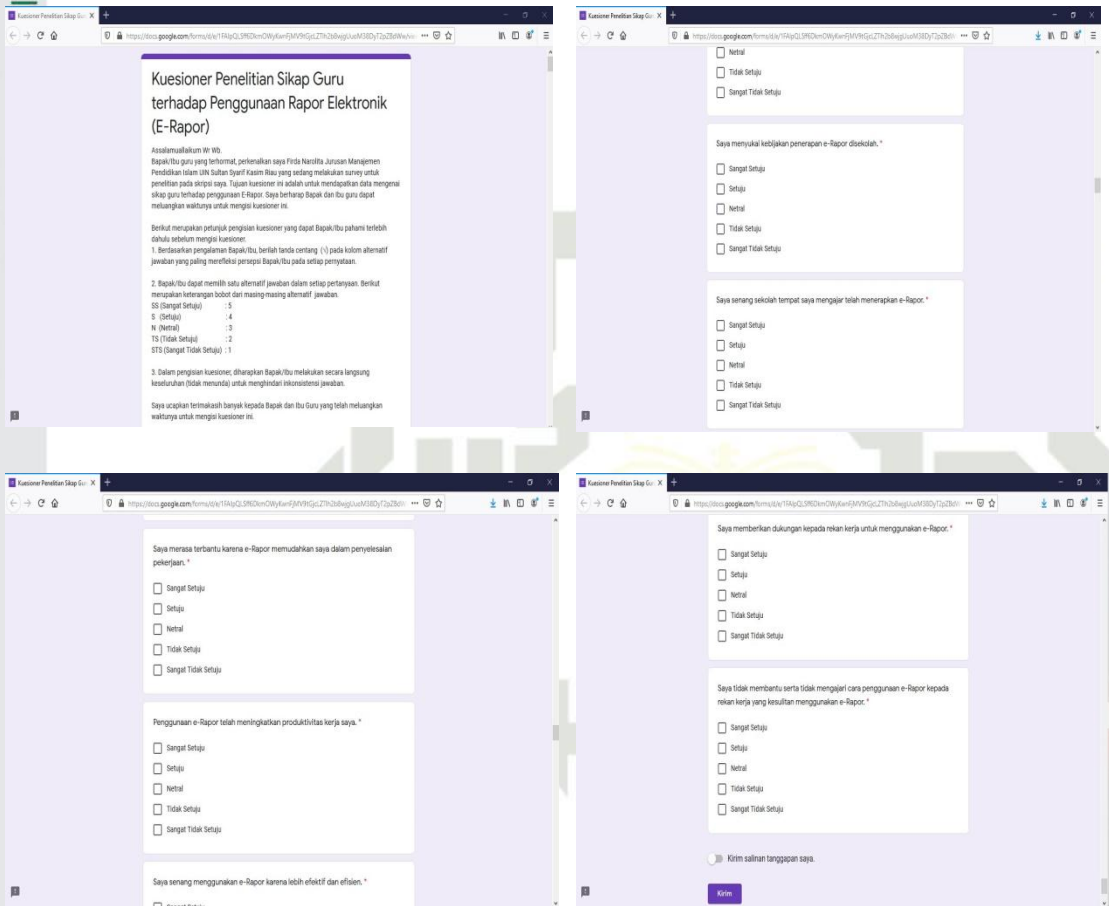 Kuesioner Penelitian Sikap Guru
terhadap Penggunaan Rapor Elektronik
(E-Rapor)
Assalamuallaikum Wr Wb.
Bapak/Ibu guru yang terhormat, perkenalkan saya Firda Narolita Jurusan Manajemen
Pendidikan Islam UIN Sultan Syarif Kasim Riau yang sedang melakukan survey untuk
penelitian pada skripsi saya. Tujuan kuesioner ini adalah untuk mendapatkan data mengenai
sikap guru terhadap penggunaan E-Rapor. Saya berharap Bapak dan Ibu guru dapat
meluangkan waktunya untuk mengisi kuesioner ini.
Berikut merupakan petunjuk pengisian kuesioner yang dapat Bapak/Ibu pahami terlebih
dahulu sebelum mengisi kuesioner.
1. Berdasarkan pengalaman Bapak/Ibu, berilah tanda centang (√) pada kolom alternatif
jawaban yang paling merefleksi persepsi Bapak/Ibu pada setiap pernyataan.
2. Bapak/Ibu dapat memilih satu alternatif jawaban dalam setiap pertanyaan. Berikut
merupakan keterangan bobot dari masing-masing alternatif jawaban.
SS (Sangat Setuju) : 5
S (Setuju) : 4
N (Netral) : 3
TS (Tidak Setuju) : 2
STS (Sangat Tidak Setuju) : 1
3. Dalam pengisian kuesioner, diharapkan Bapak/Ibu melakukan secara langsung
keseluruhan (tidak menunda) untuk menghindari inkonsistensi jawaban.
Saya ucapkan terimakasih banyak kepada Bapak dan Ibu Guru yang telah meluangkan
waktunya untuk mengisi kuesioner ini.
Kuesioner Penelitian Sikap
Netral
Tidak Setuju
Sangat Tidak Setuju
Saya menyukai kebijakan penerapan e-Rapor disekolah. *
Sangat Setuju
Setuju
Netral
Tidak Setuju
Sangat Tidak Setuju
Saya senang sekolah tempat saya mengajar telah menerapkan e-Rapor. *
Sangat Setuju
Setuju
Netral
Tidak Setuju
Sangat Tidak Setuju
Kuesioner Penelitian Sikap
Saya merasa terbantu karena e-Rapor memudahkan saya dalam penyelesaian
pekerjaan. *
Sangat Setuju
Setuju
Netral
Tidak Setuju
Sangat Tidak Setuju
Penggunaan e-Rapor telah meningkatkan produktivitas kerja saya. *
Sangat Setuju
Setuju
Netral
Tidak Setuju
Sangat Tidak Setuju
Saya senang menggunakan e-Rapor karena lebih efektif dan efisien. *
Kuesioner Penelitian Sikap
Saya memberikan dukungan kepada rekan kerja untuk menggunakan e-Rapor. *
Sangat Setuju
Setuju
Netral
Tidak Setuju
Sangat Tidak Setuju
Saya tidak membantu serta tidak mengajari cara penggunaan e-Rapor kepada
rekan kerja yang kesulitan menggunakan e-Rapor. *
Sangat Setuju
Setuju
Netral
Tidak Setuju
Sangat Tidak Setuju
Kirim salinan tanggapan saya.
Kirim